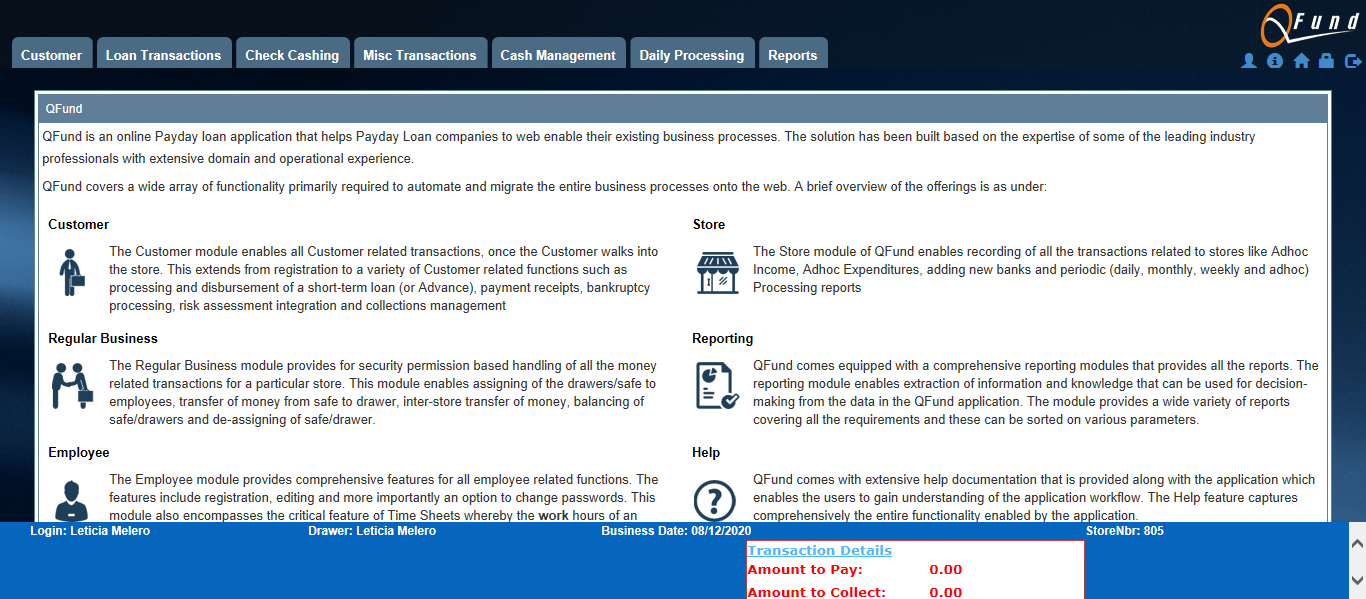 QFund
Customer Loan Transactions Check Cashing Misc Transactions Cash Management Daily Processing Reports
QFund
QFund is an online Payday loan application that helps Payday Loan companies to web enable their existing business processes. The solution has been built based on the expertise of some of the leading industry
professionals with extensive domain and operational experience.
QFund covers a wide array of functionality primarily required to automate and migrate the entire business processes onto the web. A brief overview of the offerings is as under:
Customer
The Customer module enables all Customer related transactions, once the Customer walks into
the store. This extends from registration to a variety of Customer related functions such as
processing and disbursement of a short-term loan (or Advance), payment receipts, bankruptcy
processing, risk assessment integration and collections management
Store
The Store module of QFund enables recording of all the transactions related to stores like Adhoc
Income, Adhoc Expenditures, adding new banks and periodic (daily, monthly, weekly and adhoc)
Processing reports
Regular Business
The Regular Business module provides for security permission based handling of all the money
related transactions for a particular store. This module enables assigning of the drawers/safe to
employees, transfer of money from safe to drawer, inter-store transfer of money, balancing of
safe/drawers and de-assigning of safe/drawer.
Reporting
QFund comes equipped with a comprehensive reporting modules that provides all the reports. The
reporting module enables extraction of information and knowledge that can be used for decision-
making from the data in the QFund application. The module provides a wide variety of reports
covering all the requirements and these can be sorted on various parameters.
Employee
The Employee module provides comprehensive features for all employee related functions. The
features include registration, editing and more importantly an option to change passwords. This
module also encompasses the critical feature of Time Sheets whereby the work hours of an
Help
QFund comes with extensive help documentation that is provided along with the application which
enables the users to gain understanding of the application workflow. The Help feature captures
comprehensively the entire functionality enabled by the application.
Login: Leticia Melero Drawer: Leticia Melero Business Date: 08/12/2020 StoreNbr: 805
Transaction Details
Amount to Pay: 0.00
Amount to Collect: 0.00